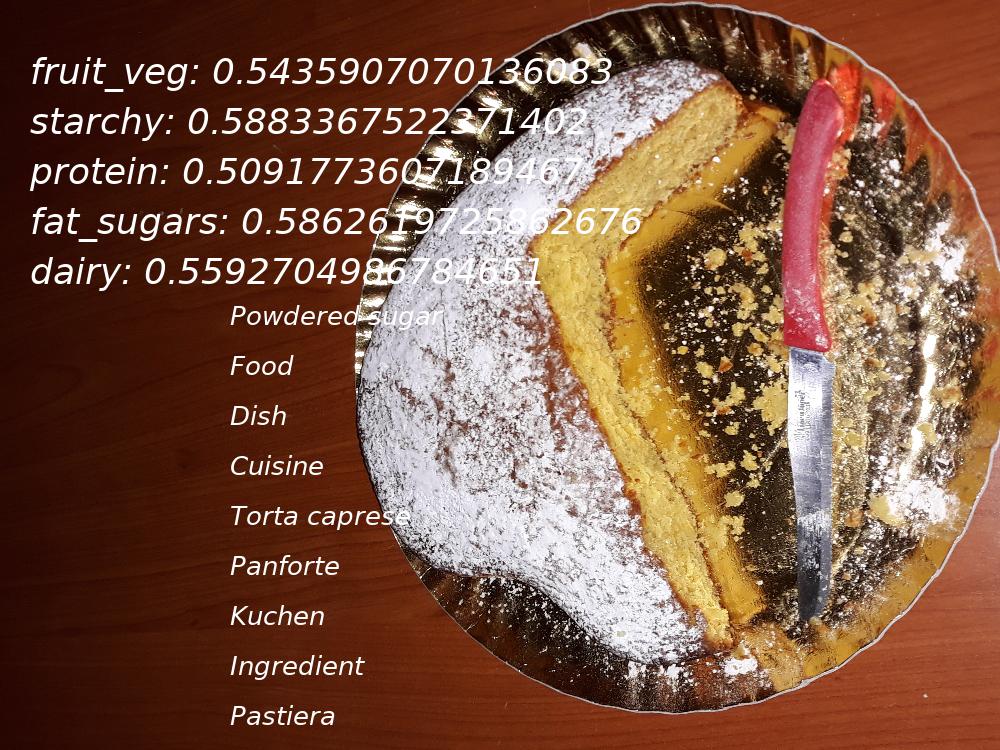 fruit_veg: 0.5435907070136083
starchy: 0.5883367522371402
protein: 0.5091773607189467
fat_sugars: 0.5862619725862676
dairy: 0.5592704986784651
Powdered sugar
Food
Dish
Cuisine
Torta caprese
Panforte
Kuchen
Ingredient
Pastiera